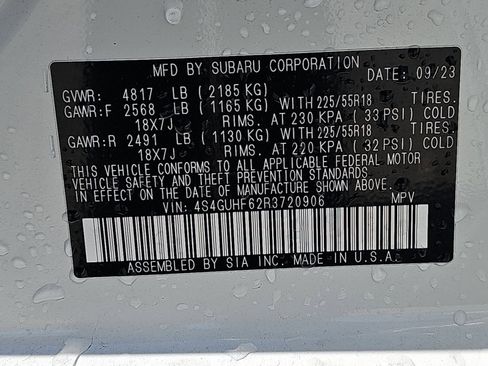 MFD BY SUBARU CORPORATION
DATE: 09/23
GVWR: 4817 LB (2185 KG)
GAWR:F 2568 LB (1165 KG) WITH 225/55R18 TIRES.
18X7J RIMS. AT 230 KPA (33 PSI) COLD
GAWR:R 2491 LB (1130 KG) WITH 225/55R18 TIRES.
18X7J RIMS. AT 220 KPA (32 PSI) COLD
THIS VEHICLE CONFORMS TO ALL APPLICABLE FEDERAL MOTOR
VEHICLE SAFETY AND THEFT PREVENTION STANDARDS
IN EFFECT ON THE DATE OF MANUFACTURE SHOWN ABOVE.
VIN: 4S4GUHF62R3720906 MPV
ASSEMBLED BY SIA INC. MADE IN U.S.A.